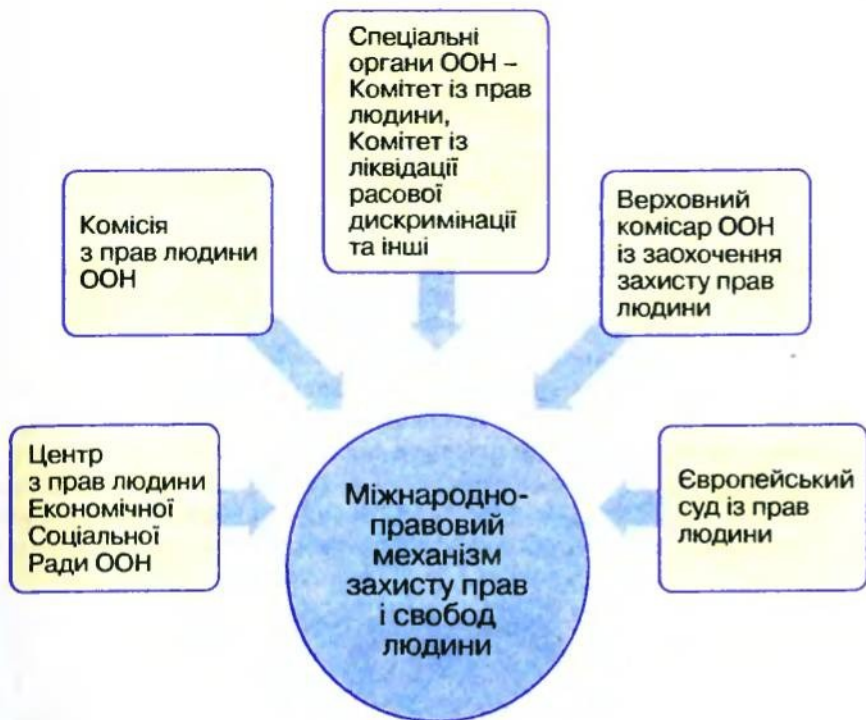 Спеціальні
органи ООН –
Комітет із прав
людини,
Комітет із
ліквідації
расової
дискримінації
та інші
Комісія
з прав людини
ООН
Верховний
комісар ООН
із заохочення
захисту прав
людини
Центр
з прав людини
Економічної
Соціальної
Ради ООН
Міжнародно-
правовий
механізм
захисту прав
і свобод
людини
Європейський
суд із прав
людини